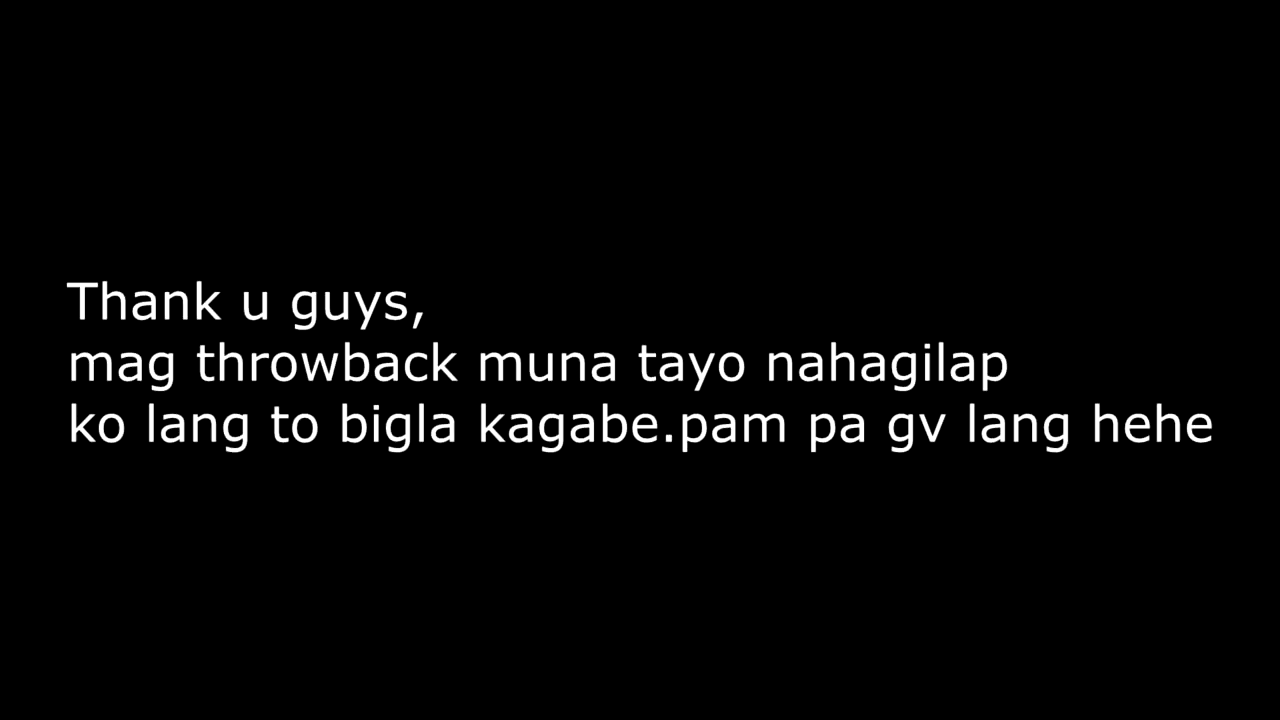 Thank u guys,
mag throwback muna tayo nahagilap
ko lang to bigla kagabe.pam pa gv lang hehe